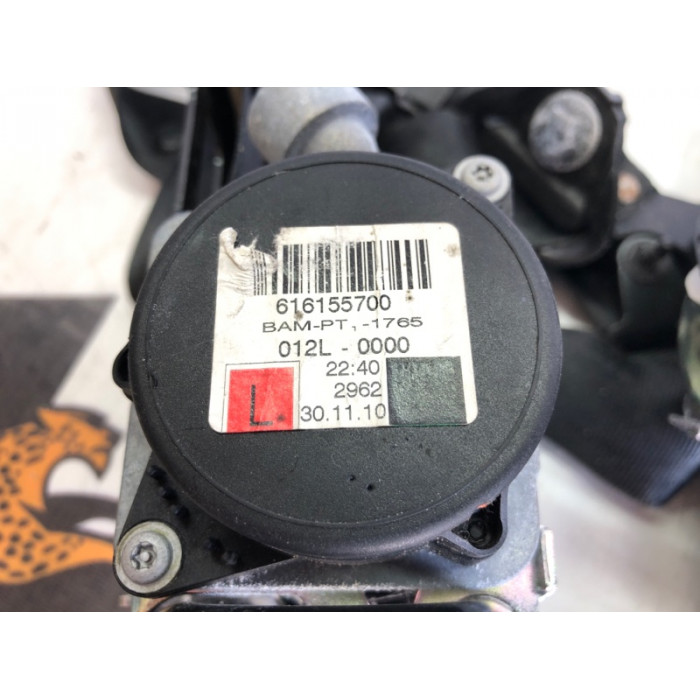 616155700
BAM-PT, -1765
012L - 0000
22:40
2962
L
30.11.10